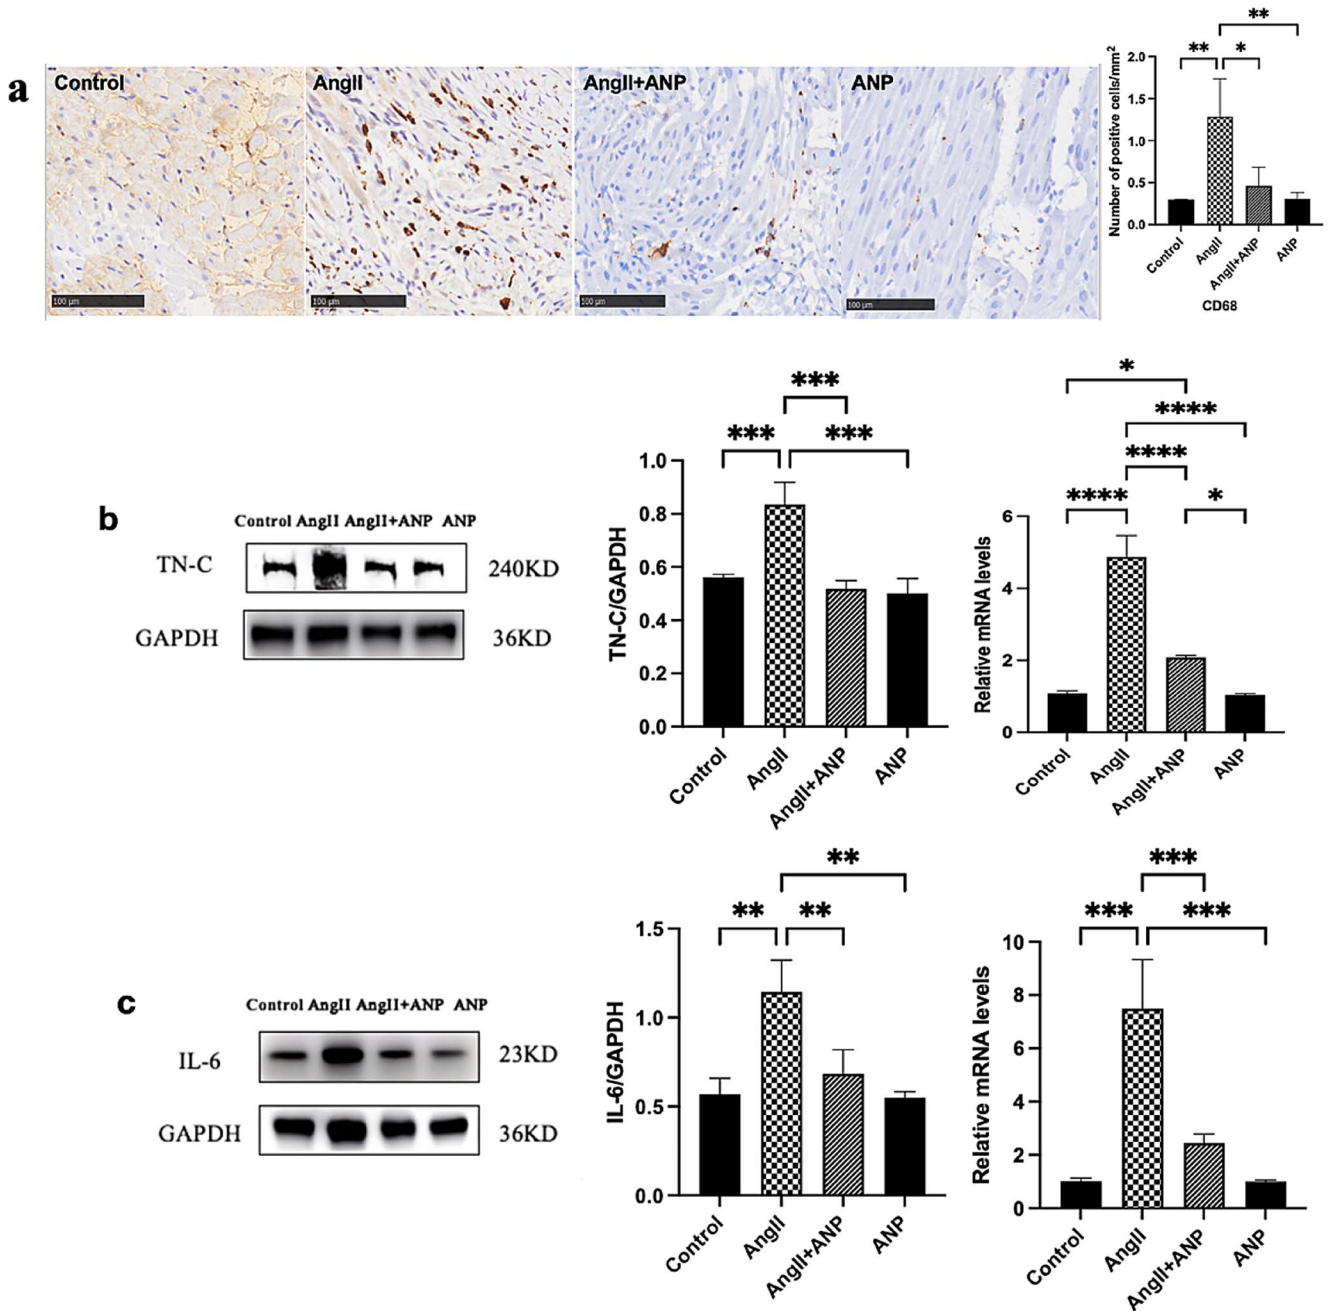 a
Control
AngII
AngII+ANP
ANP
100 μm
100 μm
100 μm
100 μm
**
** *
Number of positive cells/mm²
2.0
1.5
1.0
0.5
0.0
Control
AngII
AngII+ANP
ANP
CD68
b
Control AngII AngII+ANP ANP
TN-C
240KD
GAPDH
36KD
***
*** ***
TN-C/GAPDH
1.0
0.8
0.6
0.4
0.2
0.0
Control
AngII
AngII+ANP
ANP
*
****
****
**** *
Relative mRNA levels
6
4
2
0
Control
AngII
AngII+ANP
ANP
c
Control AngII AngII+ANP ANP
IL-6
23KD
GAPDH
36KD
**
** **
IL-6/GAPDH
1.5
1.0
0.5
0.0
Control
AngII
AngII+ANP
ANP
***
*** ***
Relative mRNA levels
10
8
6
4
2
0
Control
AngII
AngII+ANP
ANP